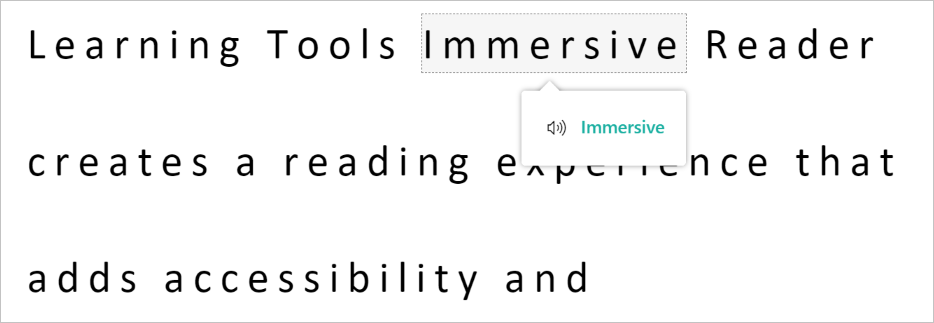 Learning Tools Immersive Reader
Immersive
creates a reading experience that
adds accessibility and